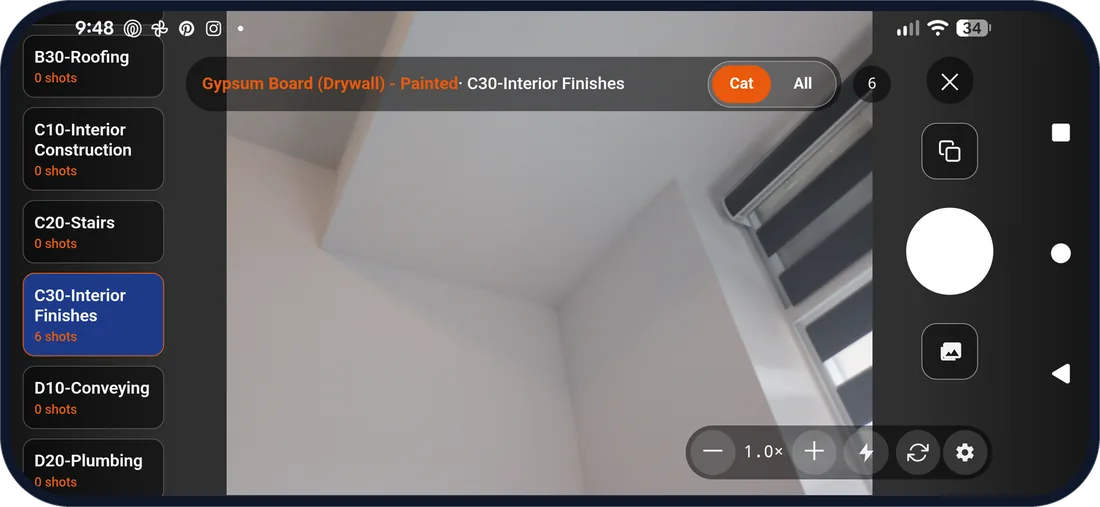 9:48
34
B30-Roofing
0 shots
C10-Interior
Construction
0 shots
C20-Stairs
0 shots
C30-Interior
Finishes
6 shots
D10-Conveying
0 shots
D20-Plumbing
0 shots
Gypsum Board (Drywall) - Painted· C30-Interior Finishes
Cat
All
6
1.0×